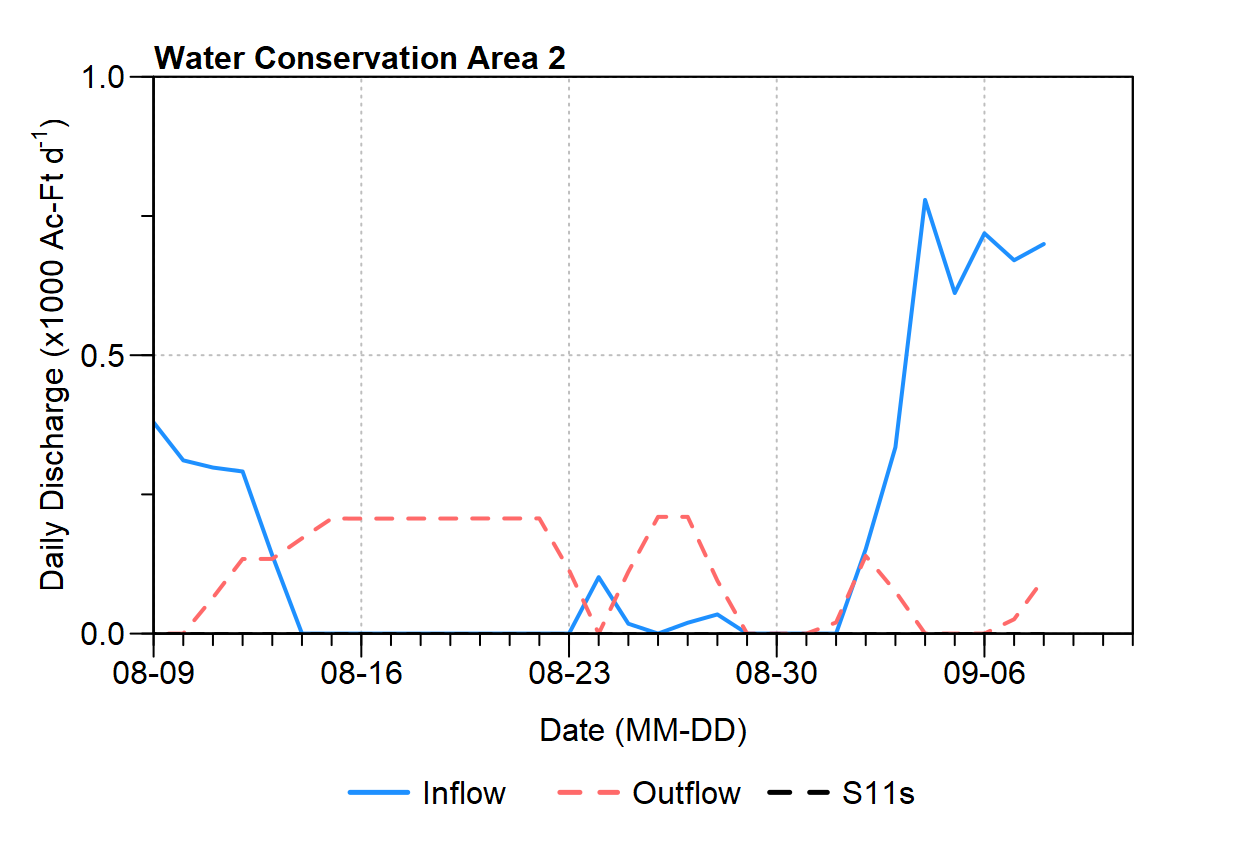 Water Conservation Area 2
1.0
0.5
0.0
Daily Discharge (x1000 Ac-Ft d⁻¹)
08-09 08-16 08-23 08-30 09-06
Date (MM-DD)
Inflow Outflow S11s